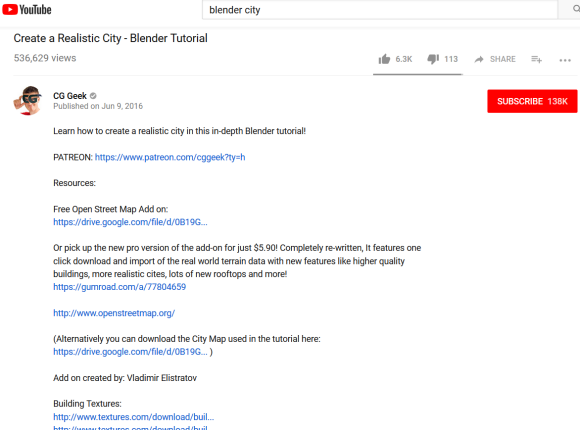 YouTube
blender city
Create a Realistic City - Blender Tutorial
536,629 views
6.3K
113
SHARE
CG Geek
Published on Jun 9, 2016
SUBSCRIBE 138K
Learn how to create a realistic city in this in-depth Blender tutorial!
PATREON: https://www.patreon.com/cggeek?ty=h
Resources:
Free Open Street Map Add on:
https://drive.google.com/file/d/0B19G...
Or pick up the new pro version of the add-on for just $5.90! Completely re-written, It features one
click download and import of the real world terrain data with new features like higher quality
buildings, more realistic cites, lots of new rooftops and more!
https://gumroad.com/a/77804659
http://www.openstreetmap.org/
(Alternatively you can download the City Map used in the tutorial here:
https://drive.google.com/file/d/0B19G... )
Add on created by: Vladimir Elistratov
Building Textures:
http://www.textures.com/download/buil...
http://www.textures.com/download/buil...